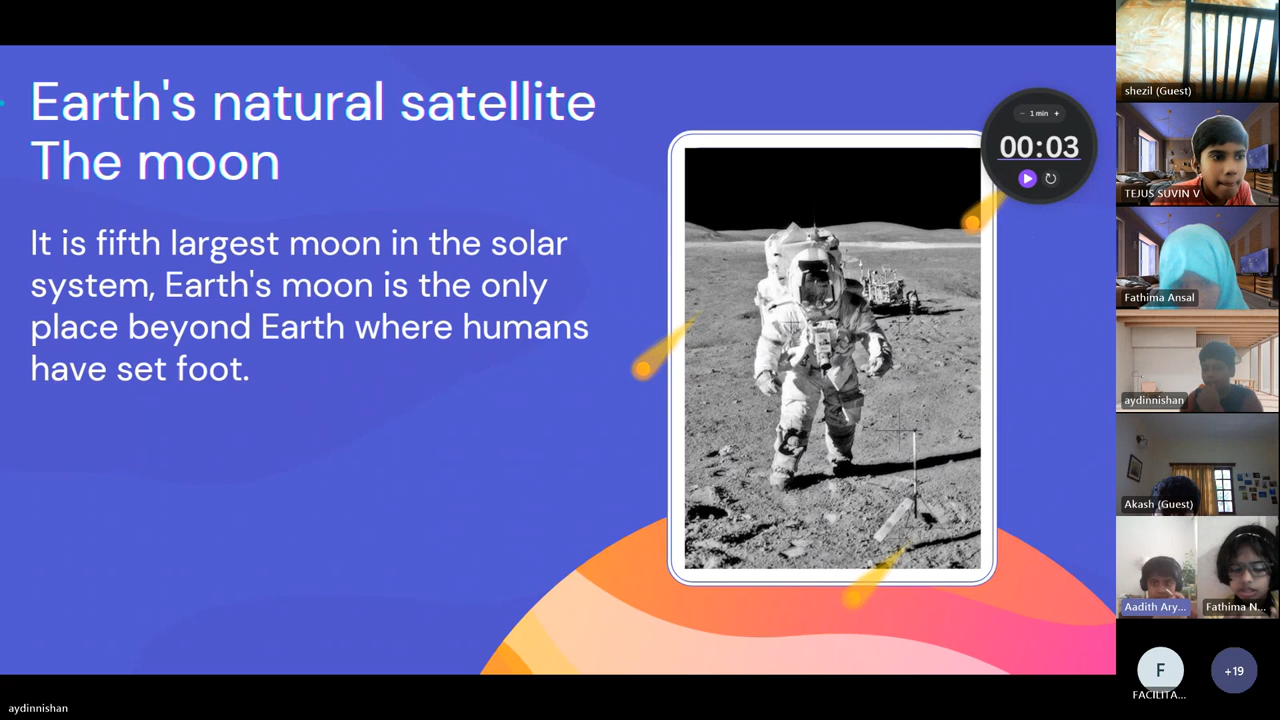 Earth's natural satellite
The moon
It is fifth largest moon in the solar
system, Earth's moon is the only
place beyond Earth where humans
have set foot.
− 1 min +
00:03
shezil (Guest)
TEJUS SUVIN V
Fathima Ansal
aydinnishan
Akash (Guest)
Aadith Ary...
Fathima N...
F
FACILITA...
+19
aydinnishan